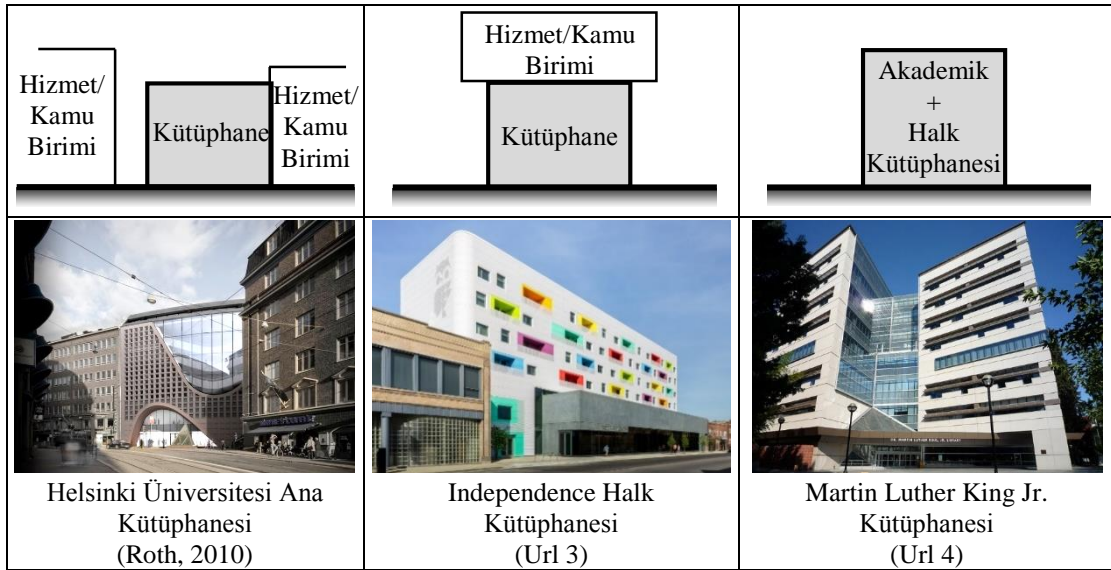 Hizmet/
Kamu
Birimi
Kütüphane
Hizmet/
Kamu
Birimi
Hizmet/Kamu
Birimi
Kütüphane
Akademik
+
Halk
Kütüphanesi
Helsinki Üniversitesi Ana
Kütüphanesi
(Roth, 2010)
Independence Halk
Kütüphanesi
(Url 3)
Martin Luther King Jr.
Kütüphanesi
(Url 4)